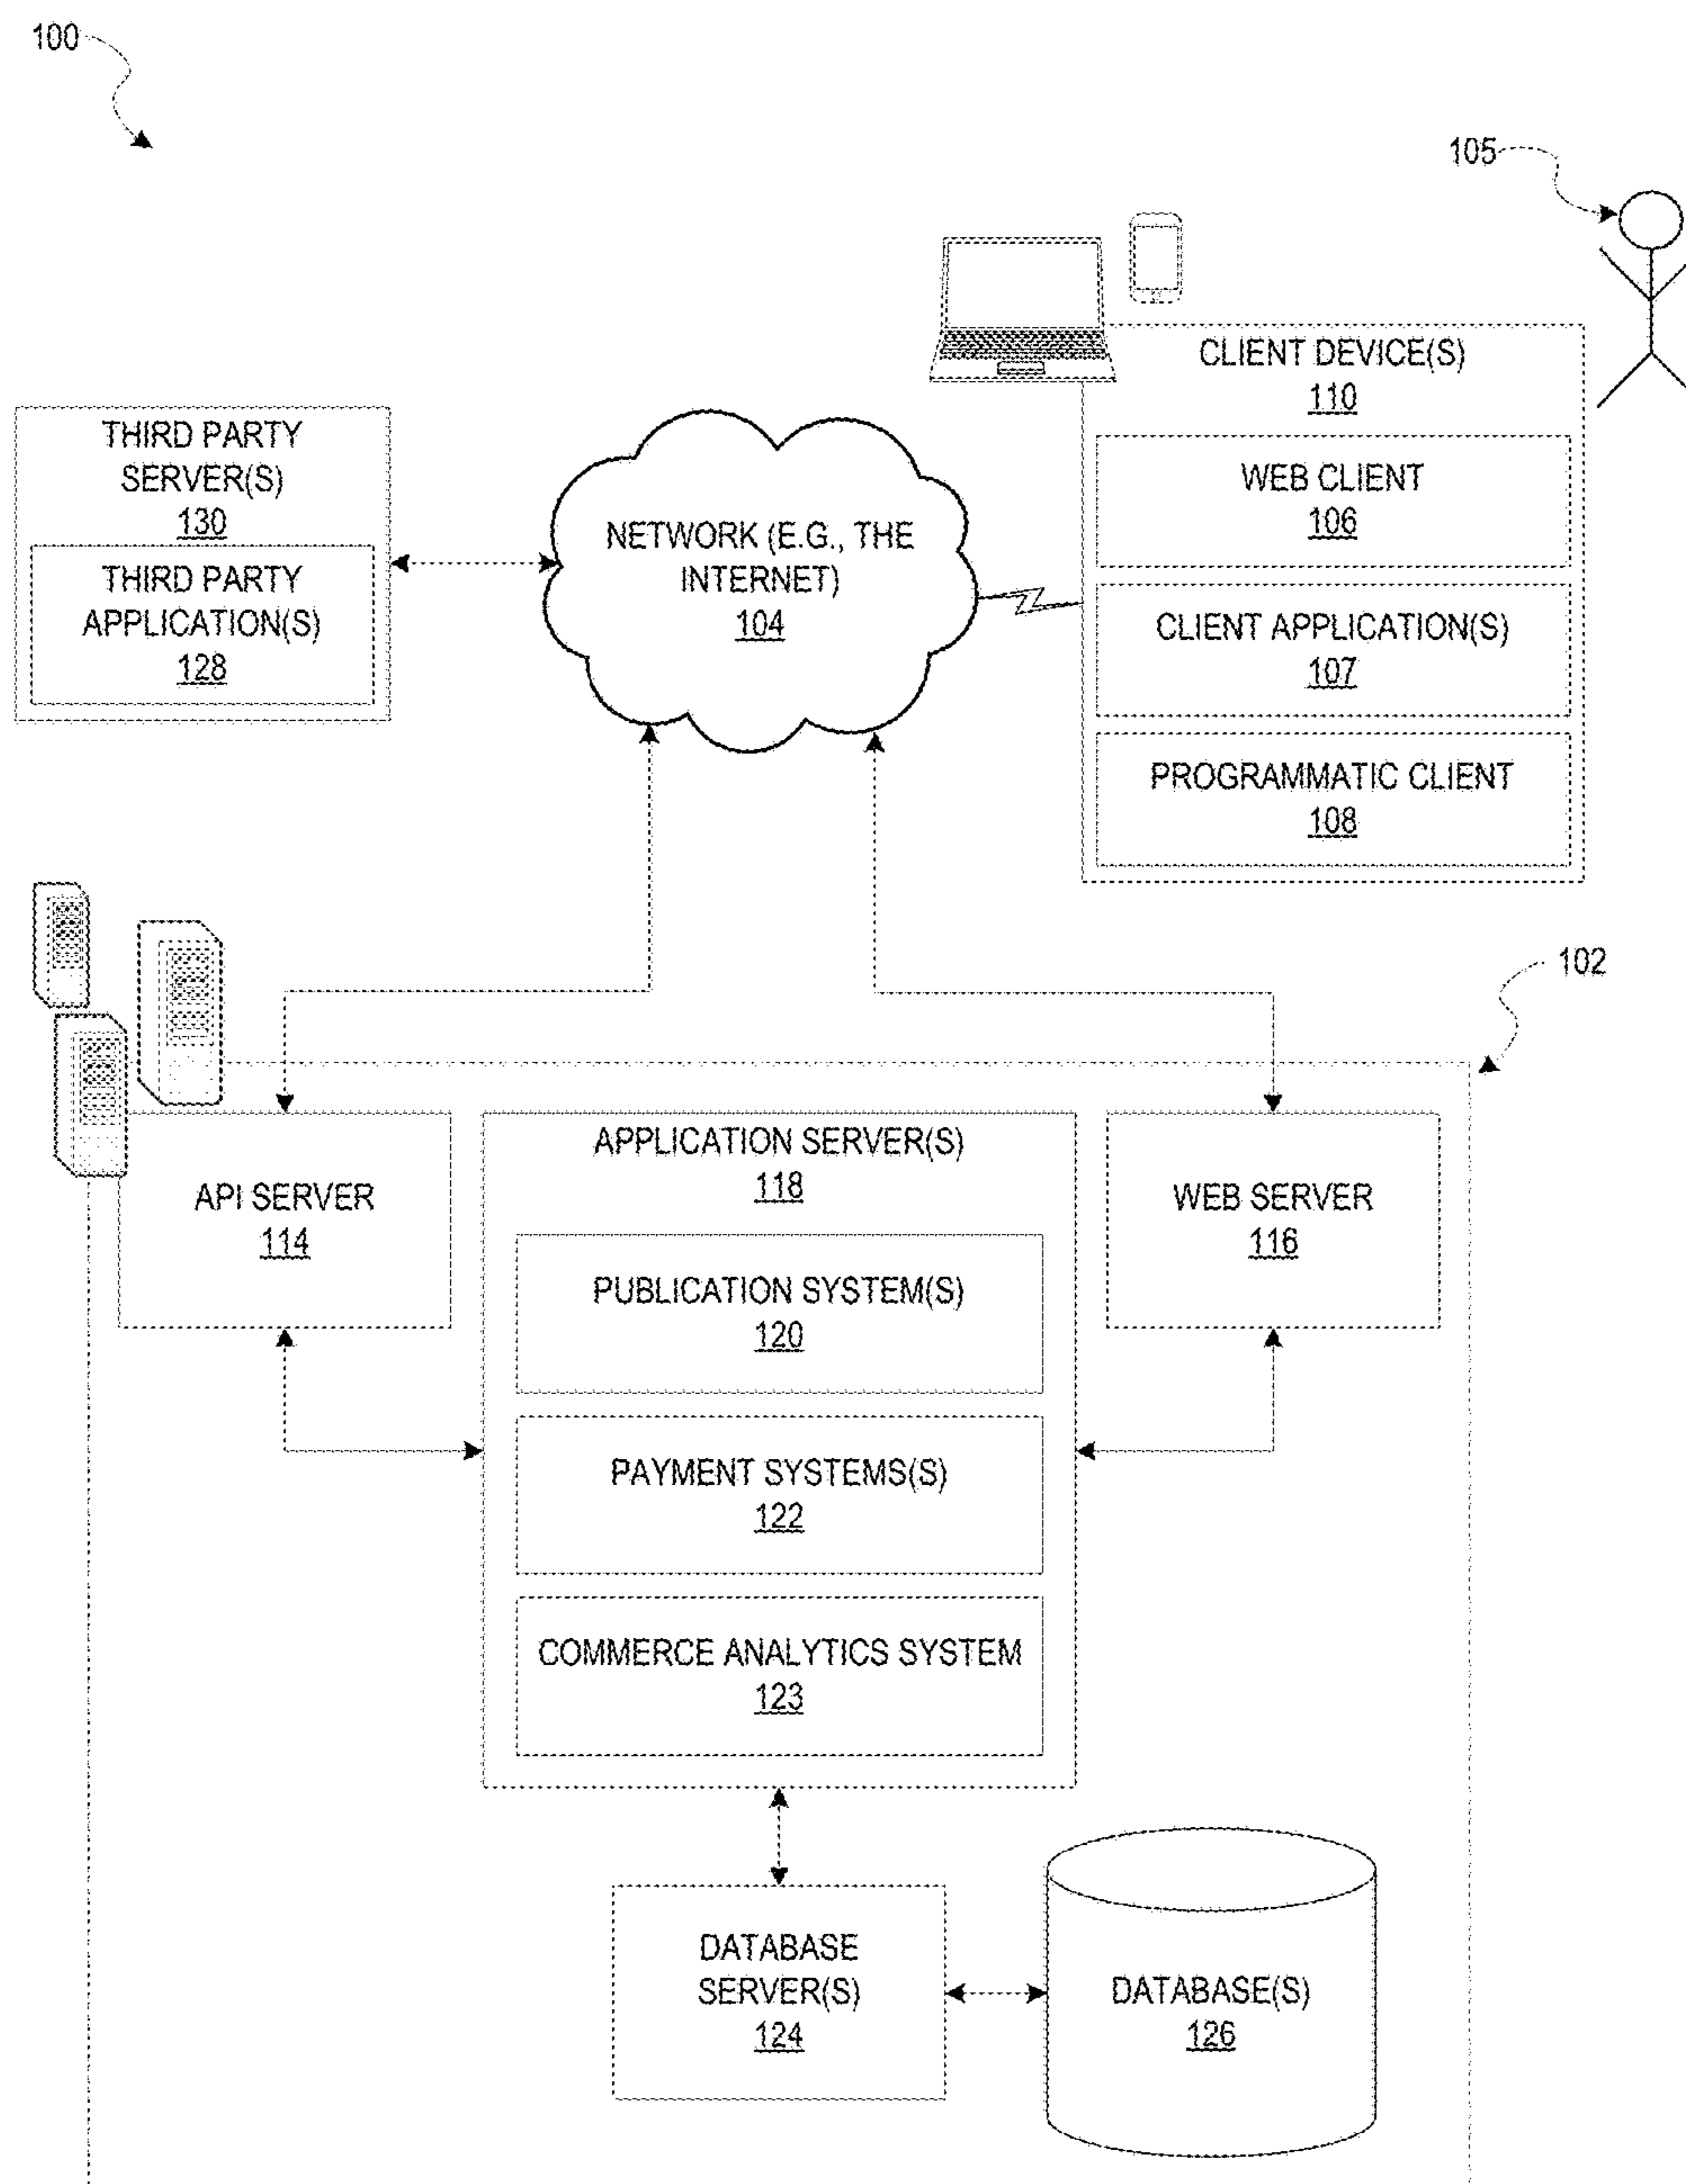 100
105
CLIENT DEVICE(S)
110
WEB CLIENT
106
CLIENT APPLICATION(S)
107
PROGRAMMATIC CLIENT
108
THIRD PARTY
SERVER(S)
130
THIRD PARTY
APPLICATION(S)
128
NETWORK (E.G., THE
INTERNET)
104
102
API SERVER
114
APPLICATION SERVER(S)
118
PUBLICATION SYSTEM(S)
120
PAYMENT SYSTEMS(S)
122
COMMERCE ANALYTICS SYSTEM
123
WEB SERVER
116
DATABASE
SERVER(S)
124
DATABASE(S)
126